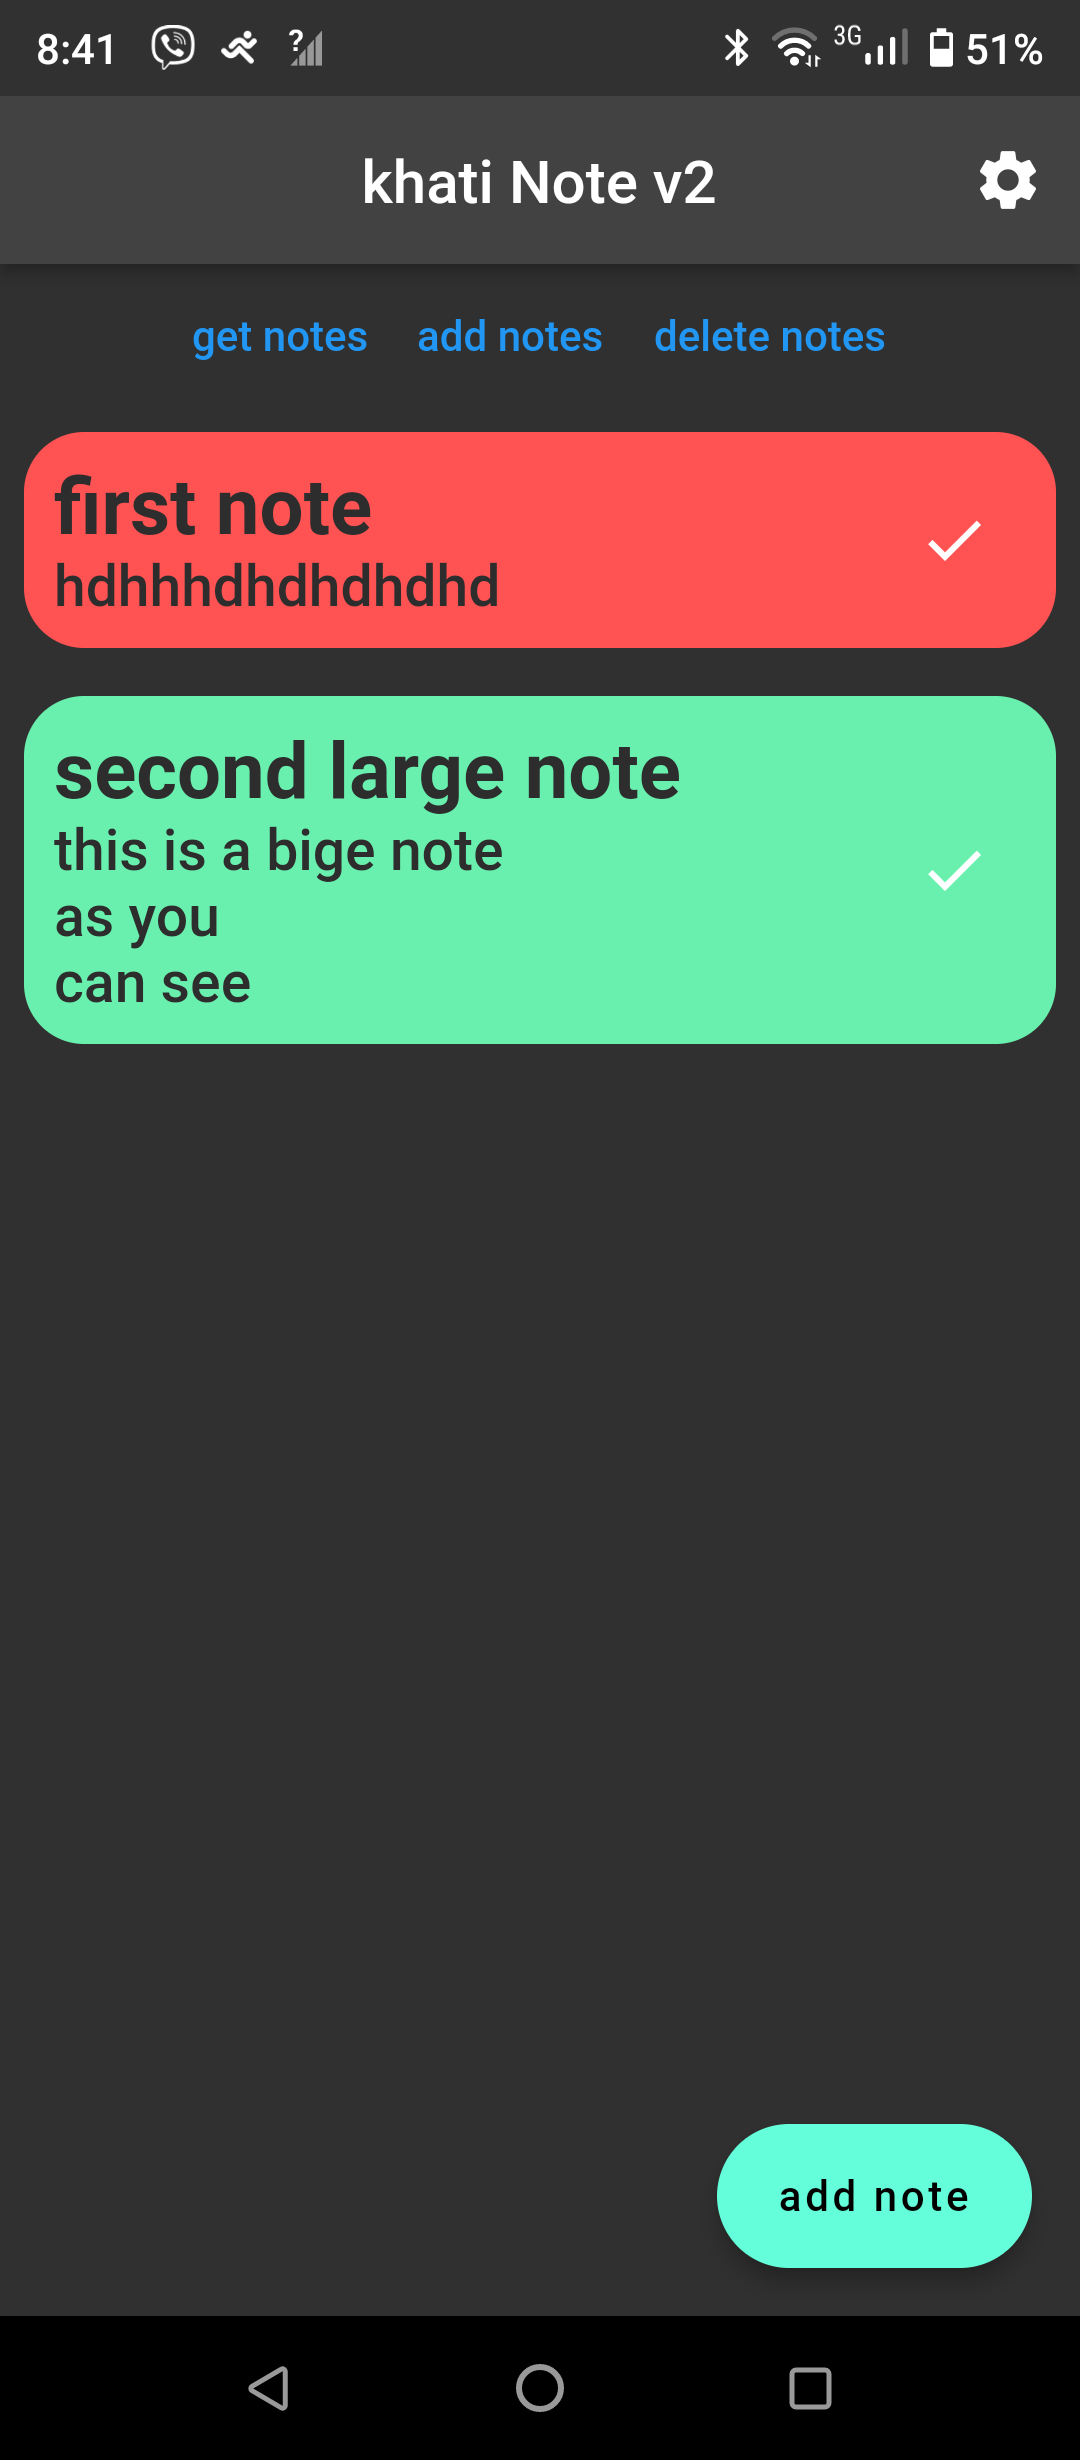 8:41 ? 3G 51%
khati Note v2
get notes add notes delete notes
first note
hdhhhdhdhdhdhd
second large note
this is a bige note
as you
can see
add note